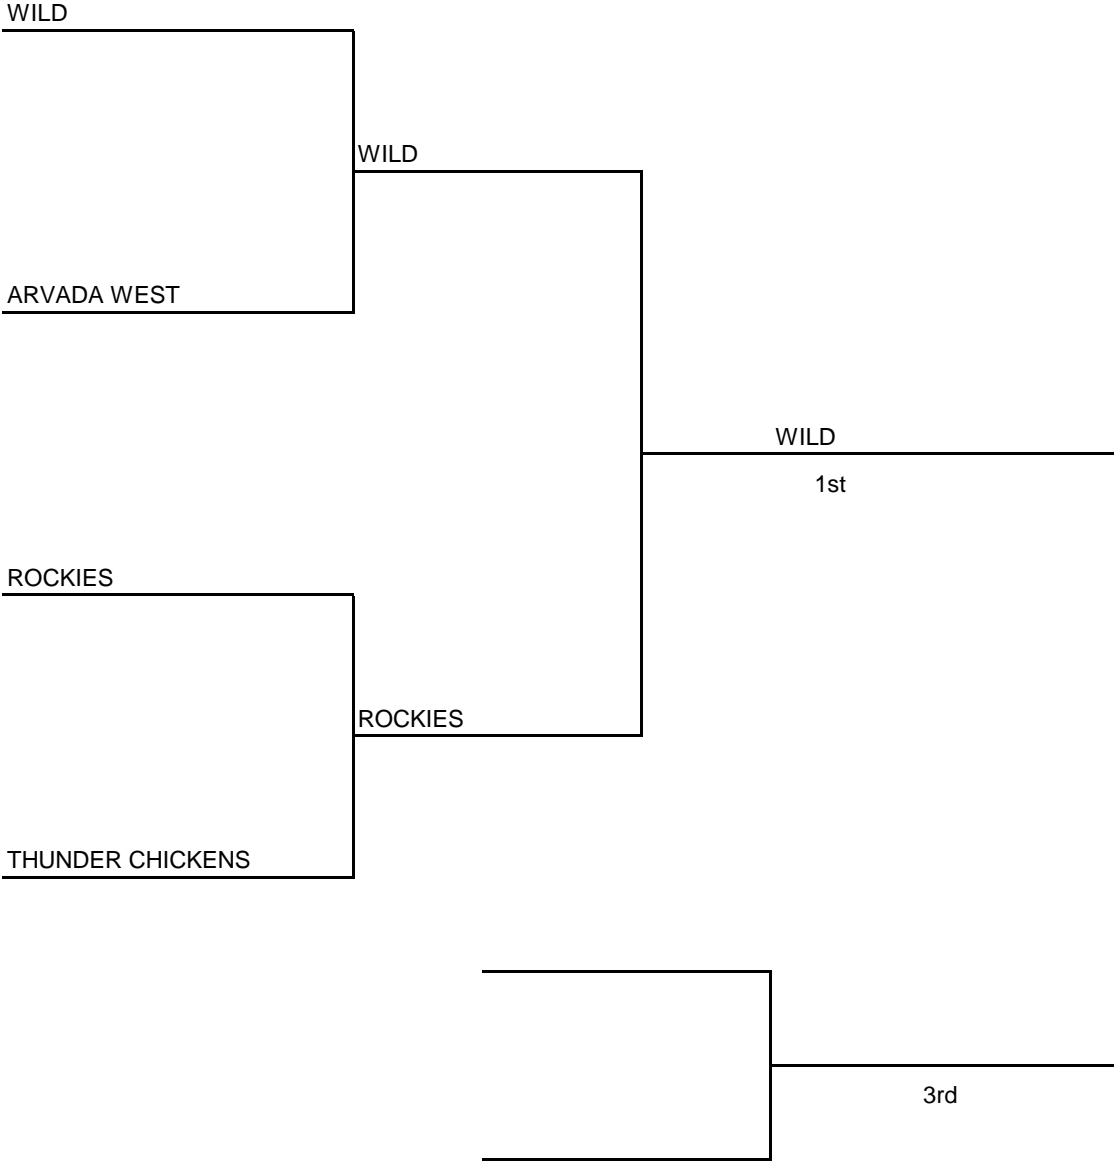 WILD
WILD
ARVADA WEST
WILD
1st
ROCKIES
ROCKIES
THUNDER CHICKENS
3rd